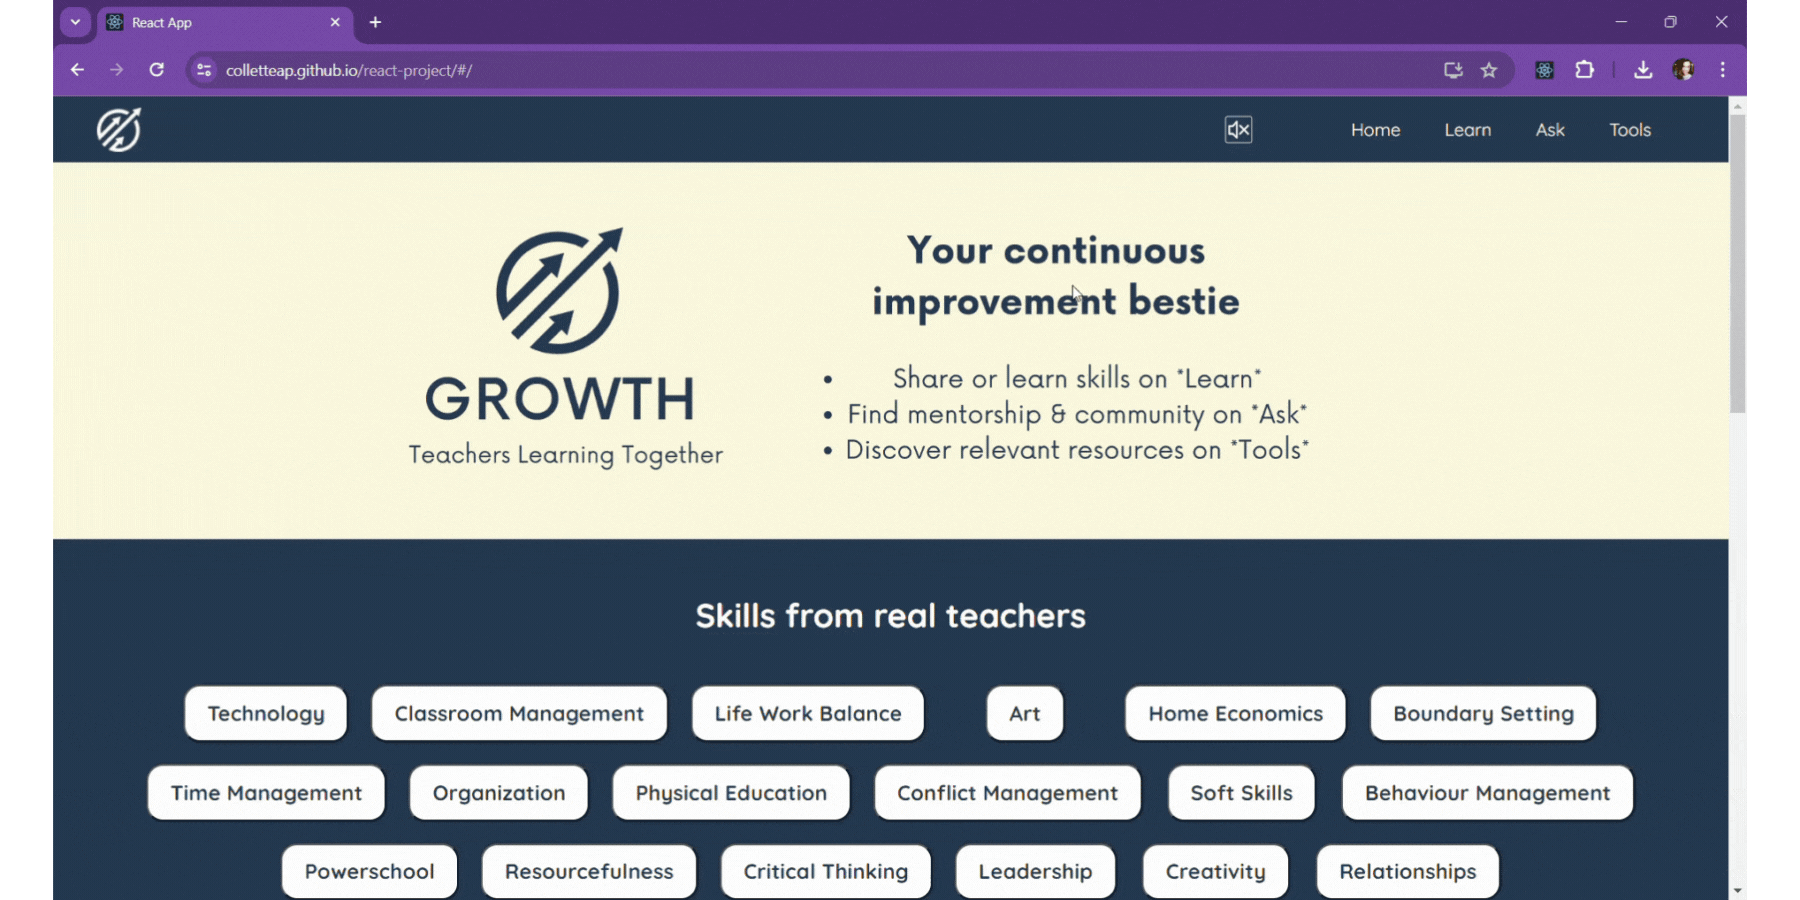 React App
colletteap.github.io/react-project/#/
Home Learn Ask Tools
Your continuous
improvement bestie
GROWTH
Teachers Learning Together
• Share or learn skills on *Learn*
• Find mentorship & community on *Ask*
• Discover relevant resources on *Tools*
Skills from real teachers
Technology Classroom Management Life Work Balance Art Home Economics Boundary Setting
Time Management Organization Physical Education Conflict Management Soft Skills Behaviour Management
Powerschool Resourcefulness Critical Thinking Leadership Creativity Relationships